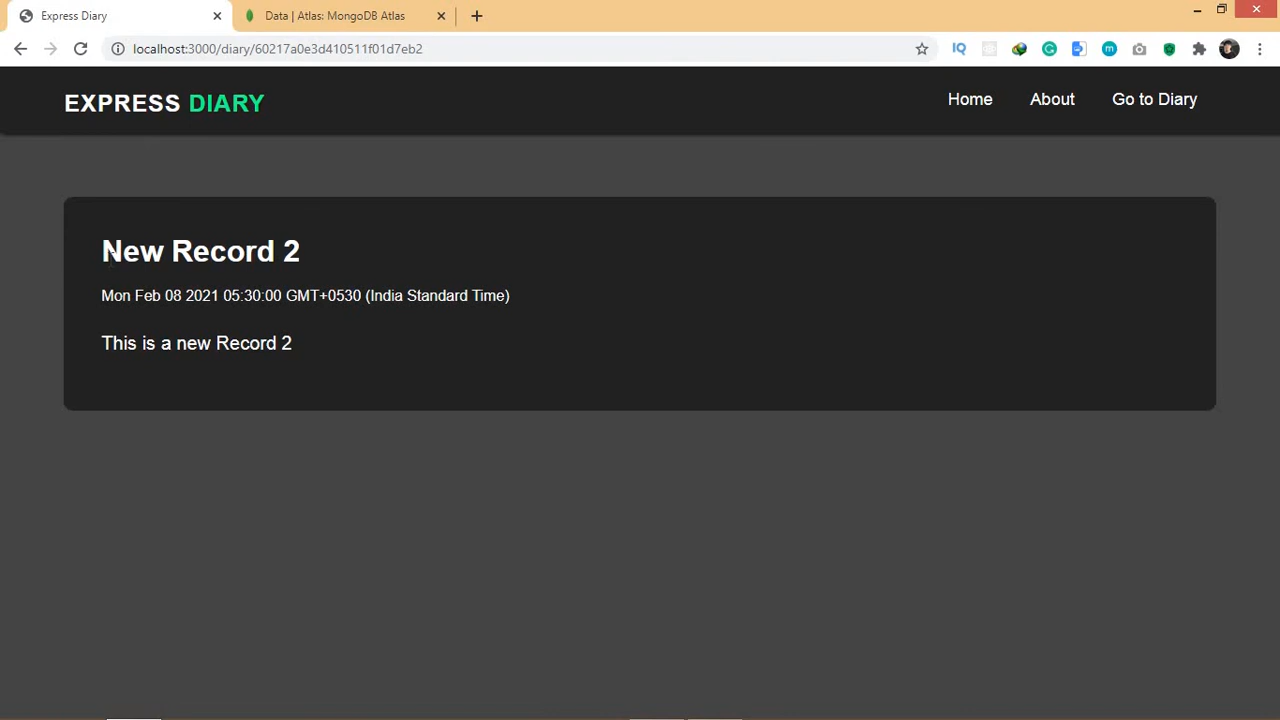 Express Diary
Data | Atlas: MongoDB Atlas
localhost:3000/diary/60217a0e3d410511f01d7eb2
EXPRESS DIARY
Home
About
Go to Diary
New Record 2
Mon Feb 08 2021 05:30:00 GMT+0530 (India Standard Time)
This is a new Record 2